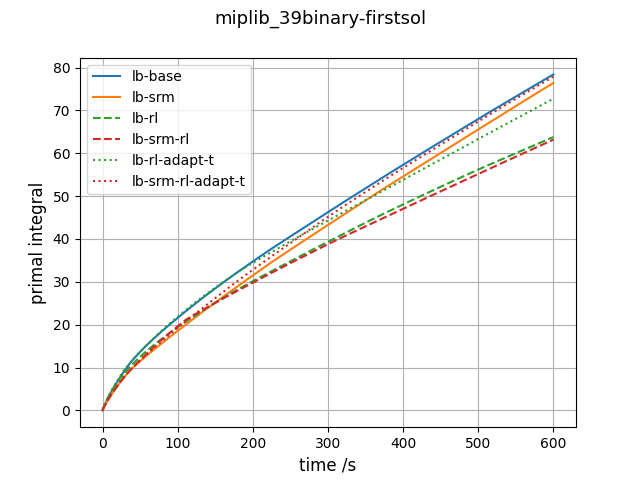 miplib_39binary-firstsol
80
70
60
50
40
30
20
10
0
primal integral
lb-base
lb-srm
lb-rl
lb-srm-rl
lb-rl-adapt-t
lb-srm-rl-adapt-t
0 100 200 300 400 500 600
time /s